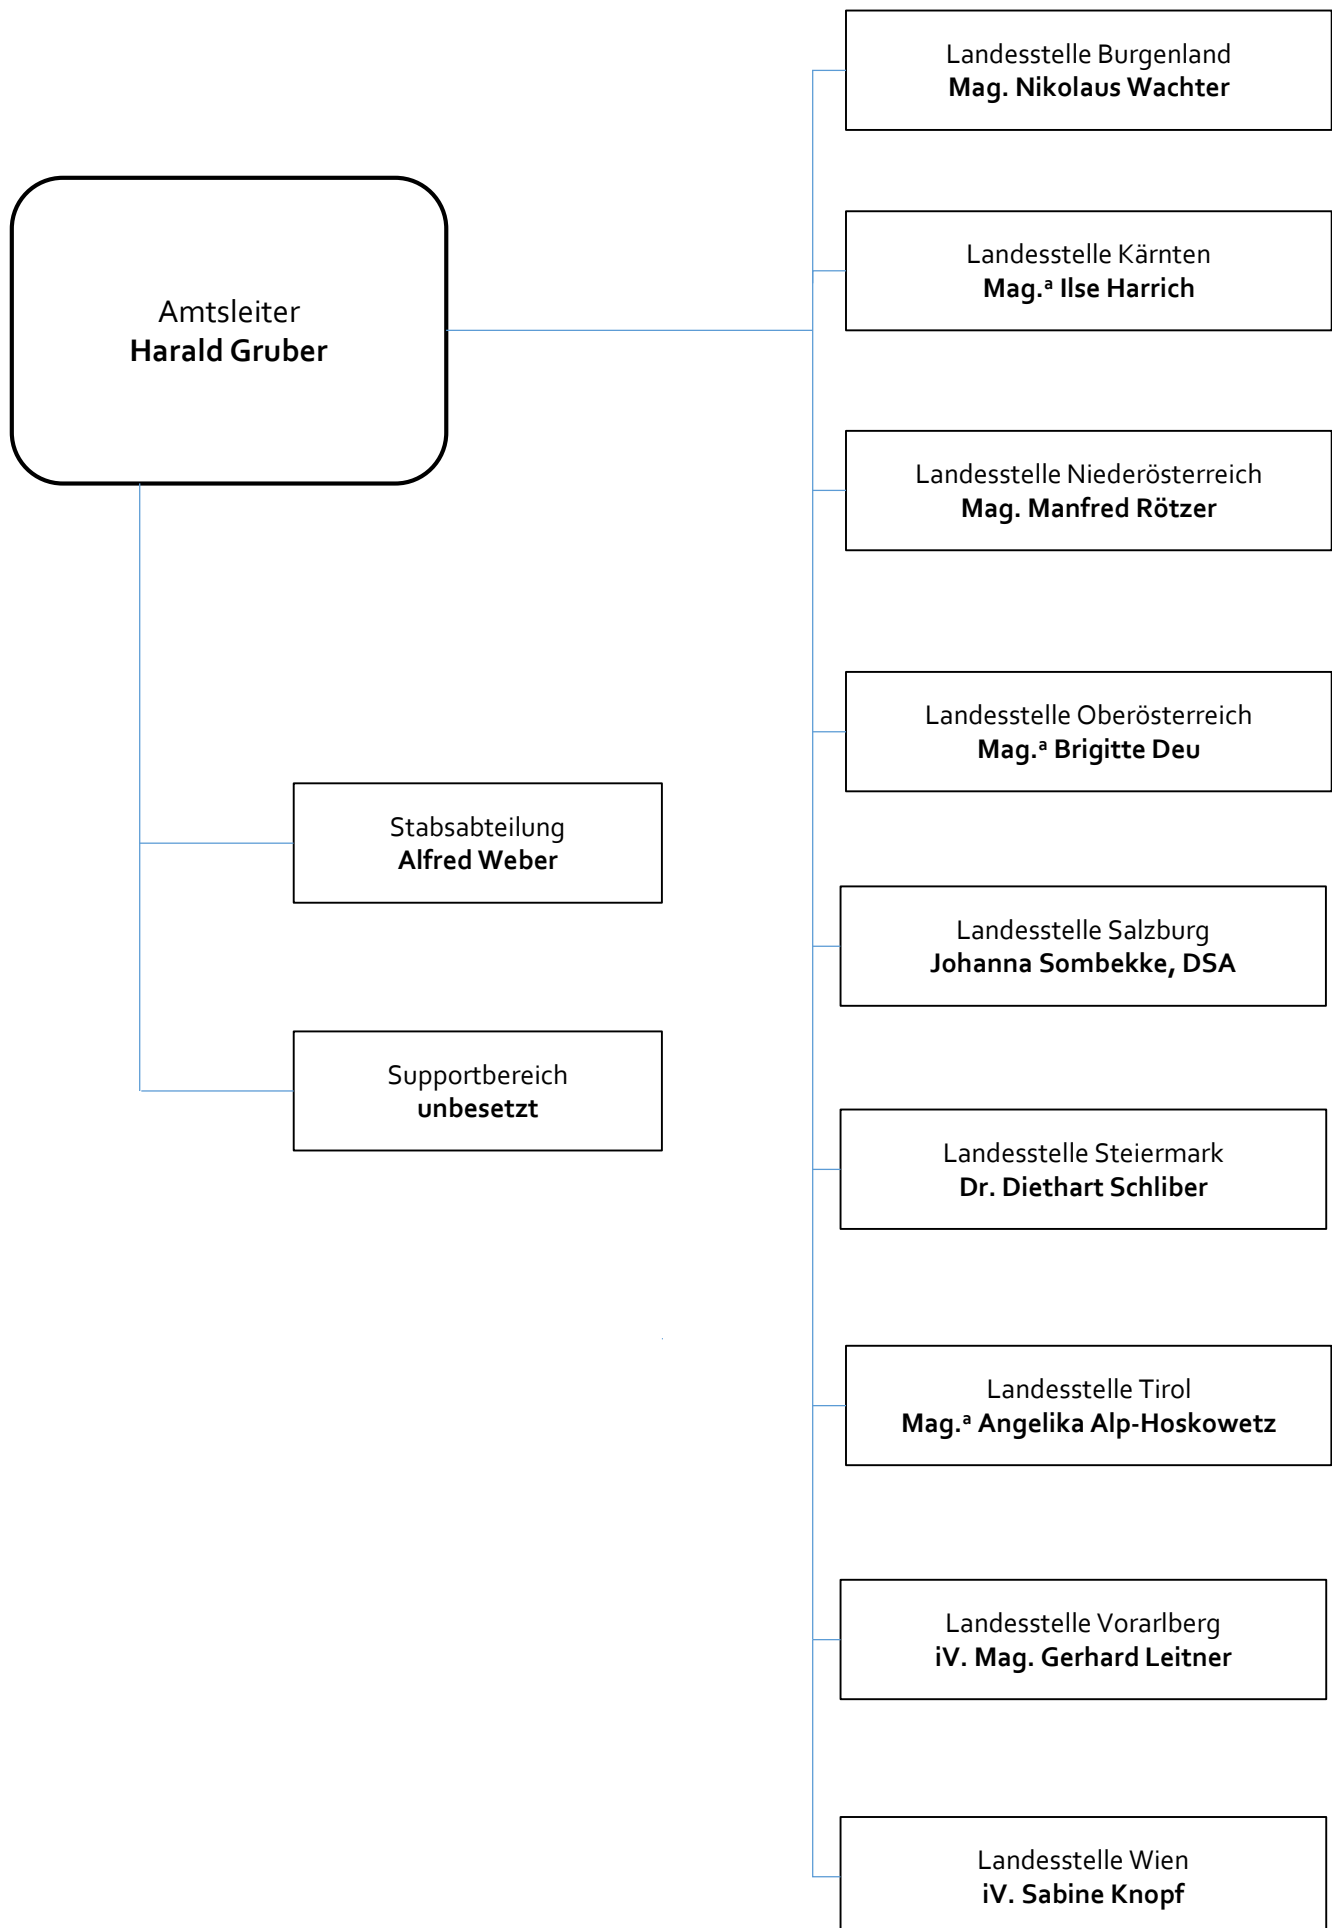 Amtsleiter
Harald Gruber
Stabsabteilung
Alfred Weber
Supportbereich
unbesetzt
Landesstelle Burgenland
Mag. Nikolaus Wachter
Landesstelle Kärnten
Mag.ª Ilse Harrich
Landesstelle Niederösterreich
Mag. Manfred Rötzer
Landesstelle Oberösterreich
Mag.ª Brigitte Deu
Landesstelle Salzburg
Johanna Sombekke, DSA
Landesstelle Steiermark
Dr. Diethart Schliber
Landesstelle Tirol
Mag.ª Angelika Alp-Hoskowetz
Landesstelle Vorarlberg
iV. Mag. Gerhard Leitner
Landesstelle Wien
iV. Sabine Knopf